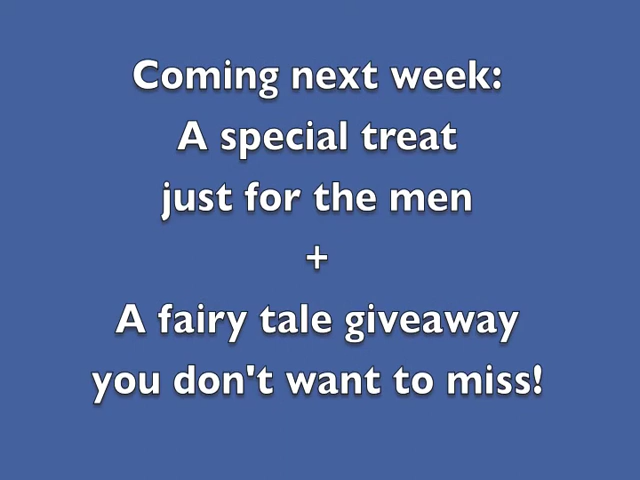 Coming next week:
A special treat
just for the men
+
A fairy tale giveaway
you don't want to miss!